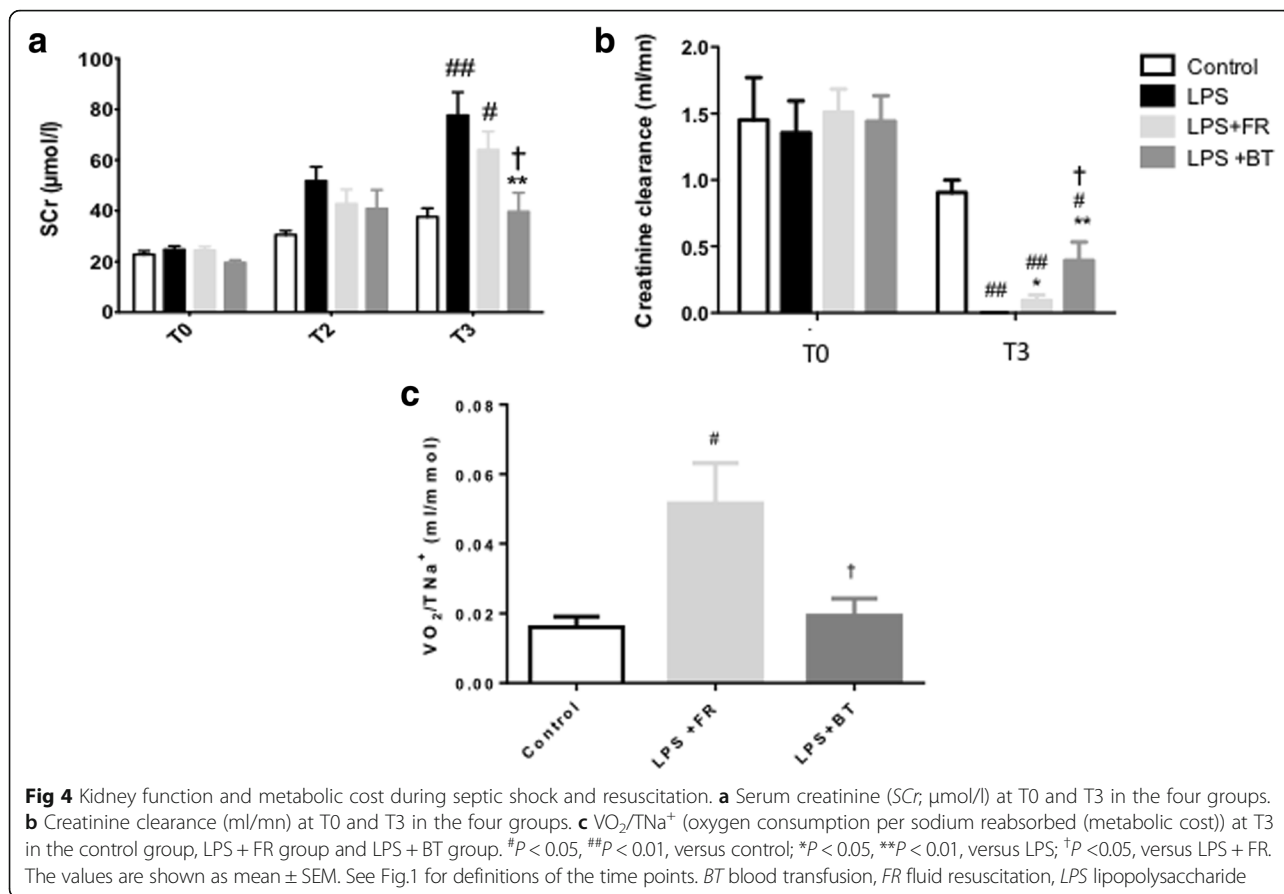 a
100
80
60
40
20
0
SCr (µmol/l)
##
#
†
**
T0
T2
T3
b
2.0
1.5
1.0
0.5
0.0
Creatinine clearance (ml/mn)
##
##
*
†
#
**
T0
T3
Control
LPS
LPS+FR
LPS +BT
c
0.08
0.06
0.04
0.02
0.00
VO₂/TNa⁺ (ml/mmol)
#
†
Control
LPS +FR
LPS+BT
Fig 4 Kidney function and metabolic cost during septic shock and resuscitation. a Serum creatinine (SCr; µmol/l) at T0 and T3 in the four groups.
b Creatinine clearance (ml/mn) at T0 and T3 in the four groups. c VO₂/TNa⁺ (oxygen consumption per sodium reabsorbed (metabolic cost)) at T3
in the control group, LPS + FR group and LPS + BT group. #P < 0.05, ##P < 0.01, versus control; *P < 0.05, **P < 0.01, versus LPS; †P <0.05, versus LPS + FR.
The values are shown as mean ± SEM. See Fig.1 for definitions of the time points. BT blood transfusion, FR fluid resuscitation, LPS lipopolysaccharide